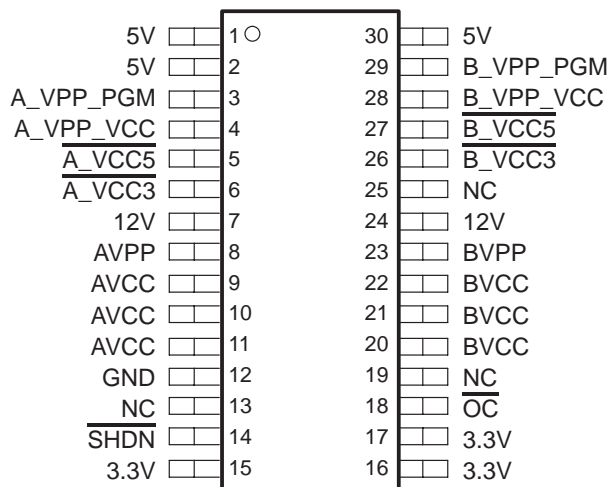 5V 1 30 5V
5V 2 29 B_VPP_PGM
A_VPP_PGM 3 28 B_VPP_VCC
A_VPP_VCC 4 27 B_VCC5
A_VCC5 5 26 B_VCC3
A_VCC3 6 25 NC
12V 7 24 12V
AVPP 8 23 BVPP
AVCC 9 22 BVCC
AVCC 10 21 BVCC
AVCC 11 20 BVCC
GND 12 19 NC
NC 13 18 OC
SHDN 14 17 3.3V
3.3V 15 16 3.3V